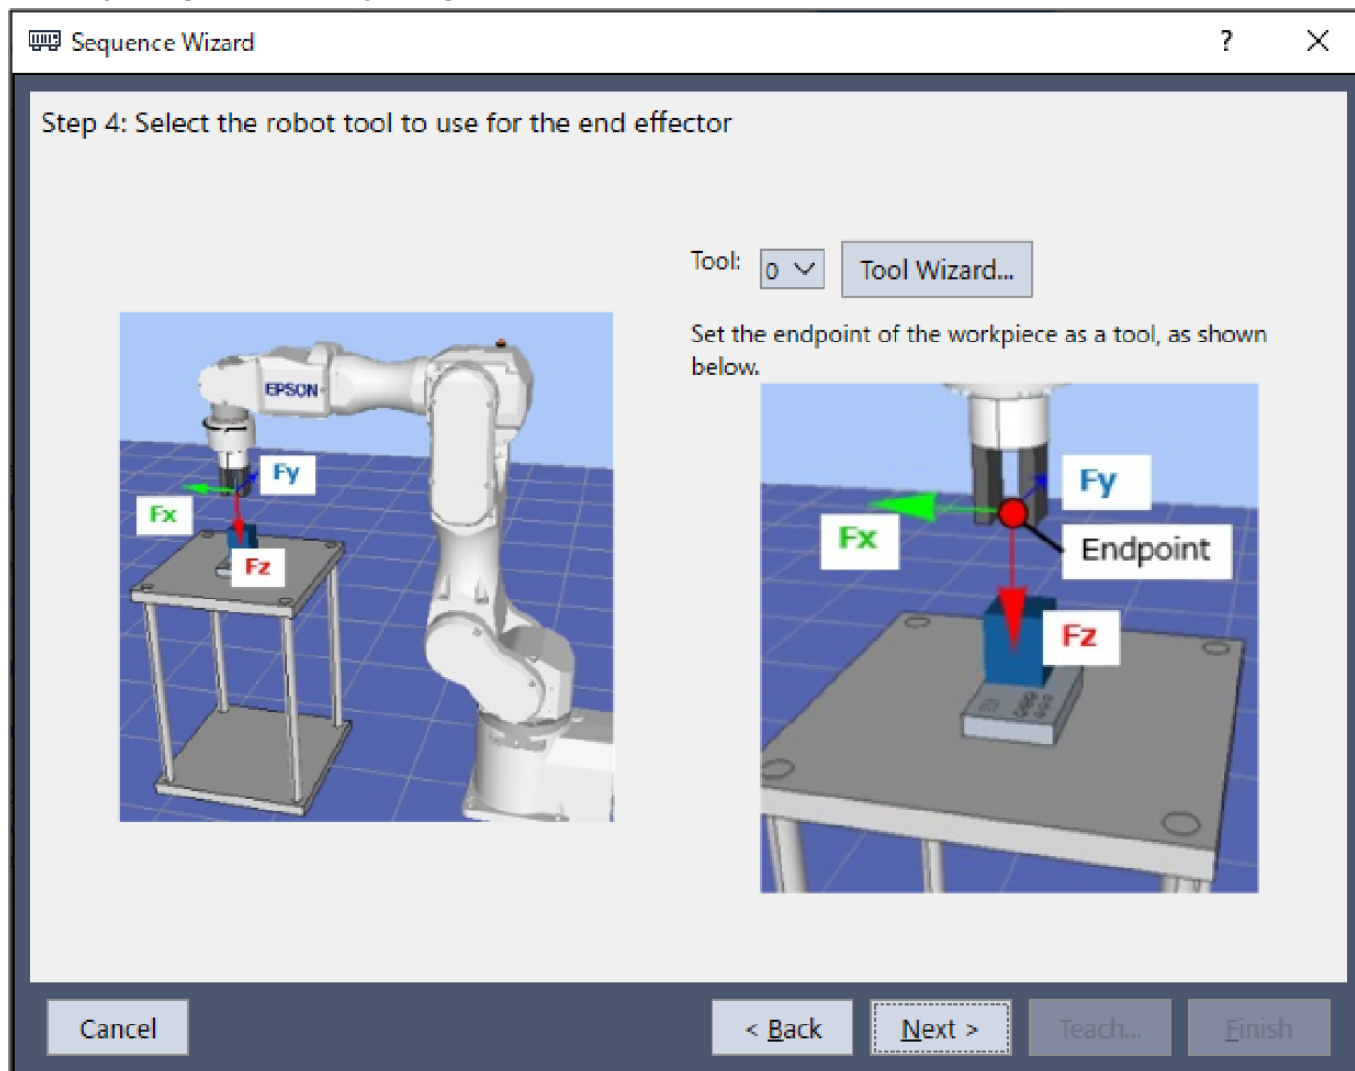 Sequence Wizard
?
Step 4: Select the robot tool to use for the end effector
Tool:
0
Tool Wizard...
Set the endpoint of the workpiece as a tool, as shown
below.
EPSON
Fy
Fx
Fz
Fy
Fx
Endpoint
Fz
Cancel
< Back
Next >
Teach...
Finish